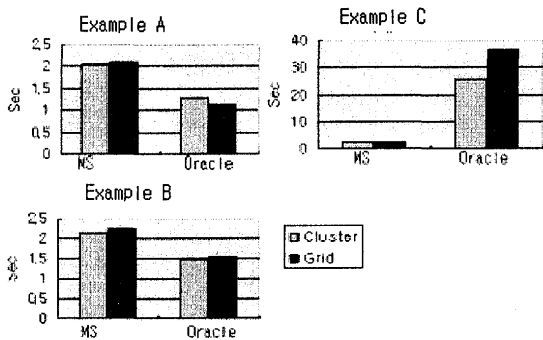 Example A
2.5
2
1.5
1
0.5
0
Sec
MS
Oracle
Example C
40
30
20
10
0
Sec
MS
Oracle
Example B
2.5
2
1.5
1
0.5
0
sec
MS
Oracle
Cluster
Grid